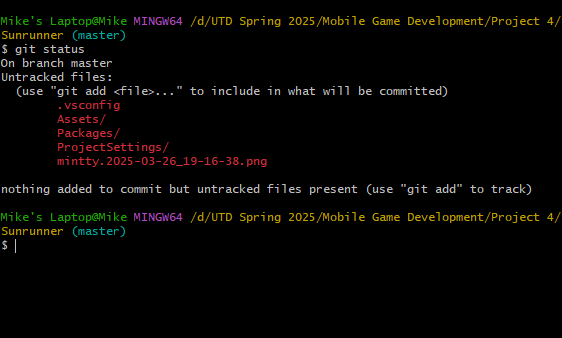 Mike's Laptop@Mike MINGW64 /d/UTD Spring 2025/Mobile Game Development/Project 4/
Sunrunner (master)
$ git status
On branch master
Untracked files:
  (use "git add <file>..." to include in what will be committed)
        .vsconfig
        Assets/
        Packages/
        ProjectSettings/
        mintty.2025-03-26_19-16-38.png

nothing added to commit but untracked files present (use "git add" to track)

Mike's Laptop@Mike MINGW64 /d/UTD Spring 2025/Mobile Game Development/Project 4/
Sunrunner (master)
$